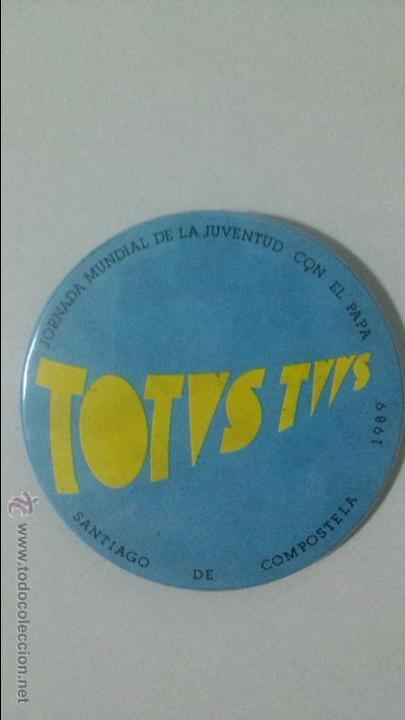 JORNADA MUNDIAL DE LA JUVENTUD CON EL PAPA
TOTVS TVVS
1989
SANTIAGO DE COMPOSTELA
www.todocoleccion.net